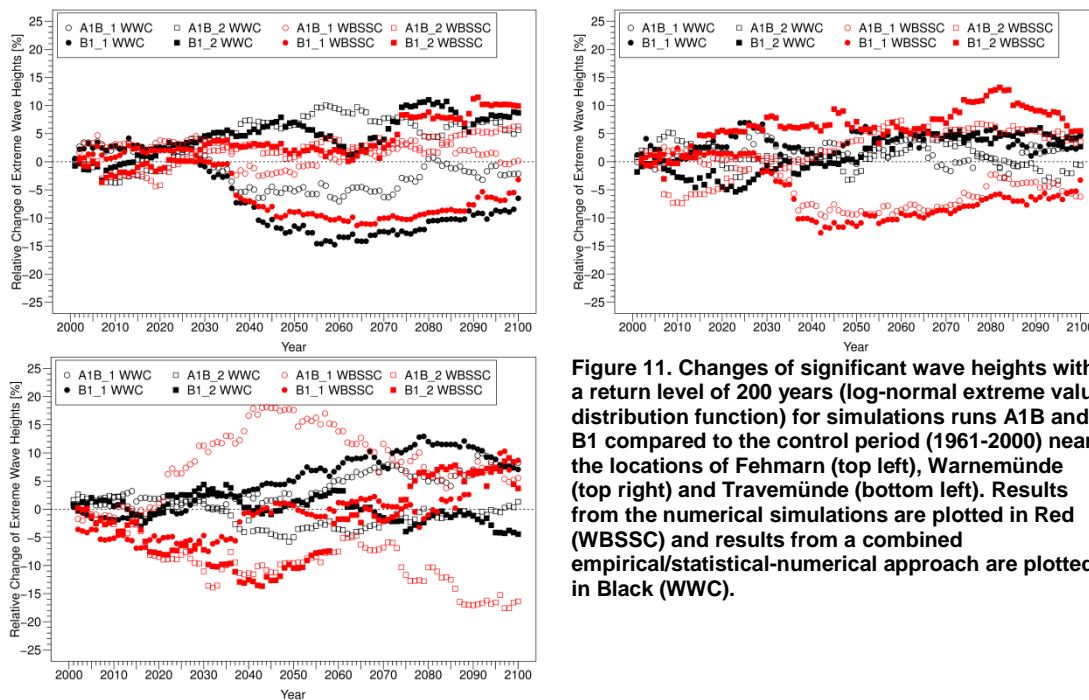 A1B_1 WWC A1B_2 WWC A1B_1 WBSSC A1B_2 WBSSC
B1_1 WWC B1_2 WWC B1_1 WBSSC B1_2 WBSSC
Relative Change of Extreme Wave Heights [%]
25
20
15
10
5
0
−5
−10
−15
−20
−25
2000 2010 2020 2030 2040 2050 2060 2070 2080 2090 2100
Year
A1B_1 WWC A1B_2 WWC A1B_1 WBSSC A1B_2 WBSSC
B1_1 WWC B1_2 WWC B1_1 WBSSC B1_2 WBSSC
Relative Change of Extreme Wave Heights [%]
25
20
15
10
5
0
−5
−10
−15
−20
−25
2000 2010 2020 2030 2040 2050 2060 2070 2080 2090 2100
Year
A1B_1 WWC A1B_2 WWC A1B_1 WBSSC A1B_2 WBSSC
B1_1 WWC B1_2 WWC B1_1 WBSSC B1_2 WBSSC
Relative Change of Extreme Wave Heights [%]
25
20
15
10
5
0
−5
−10
−15
−20
−25
2000 2010 2020 2030 2040 2050 2060 2070 2080 2090 2100
Year
Figure 11. Changes of significant wave heights with
a return level of 200 years (log-normal extreme valu
distribution function) for simulations runs A1B and
B1 compared to the control period (1961-2000) near
the locations of Fehmarn (top left), Warnemünde
(top right) and Travemünde (bottom left). Results
from the numerical simulations are plotted in Red
(WBSSC) and results from a combined
empirical/statistical-numerical approach are plotted
in Black (WWC).